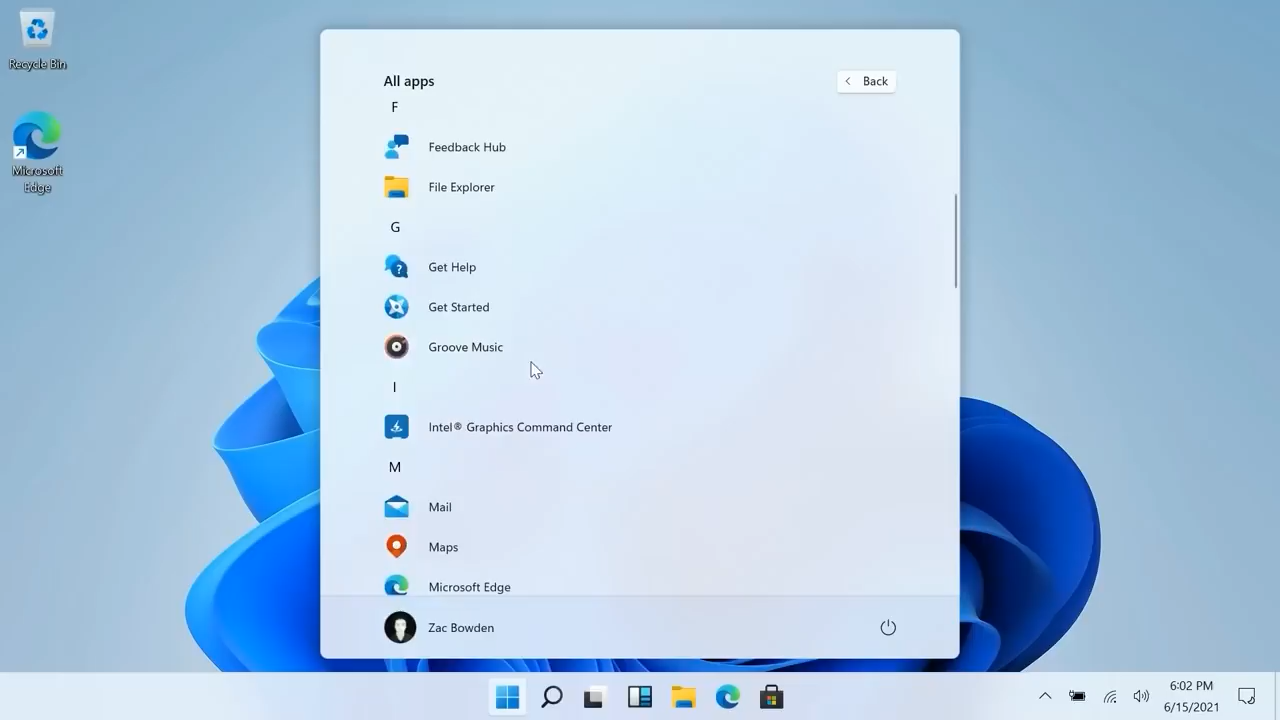 Recycle Bin
Microsoft
Edge
All apps
Back
F
Feedback Hub
File Explorer
G
Get Help
Get Started
Groove Music
I
Intel® Graphics Command Center
M
Mail
Maps
Microsoft Edge
Zac Bowden
6:02 PM
6/15/2021